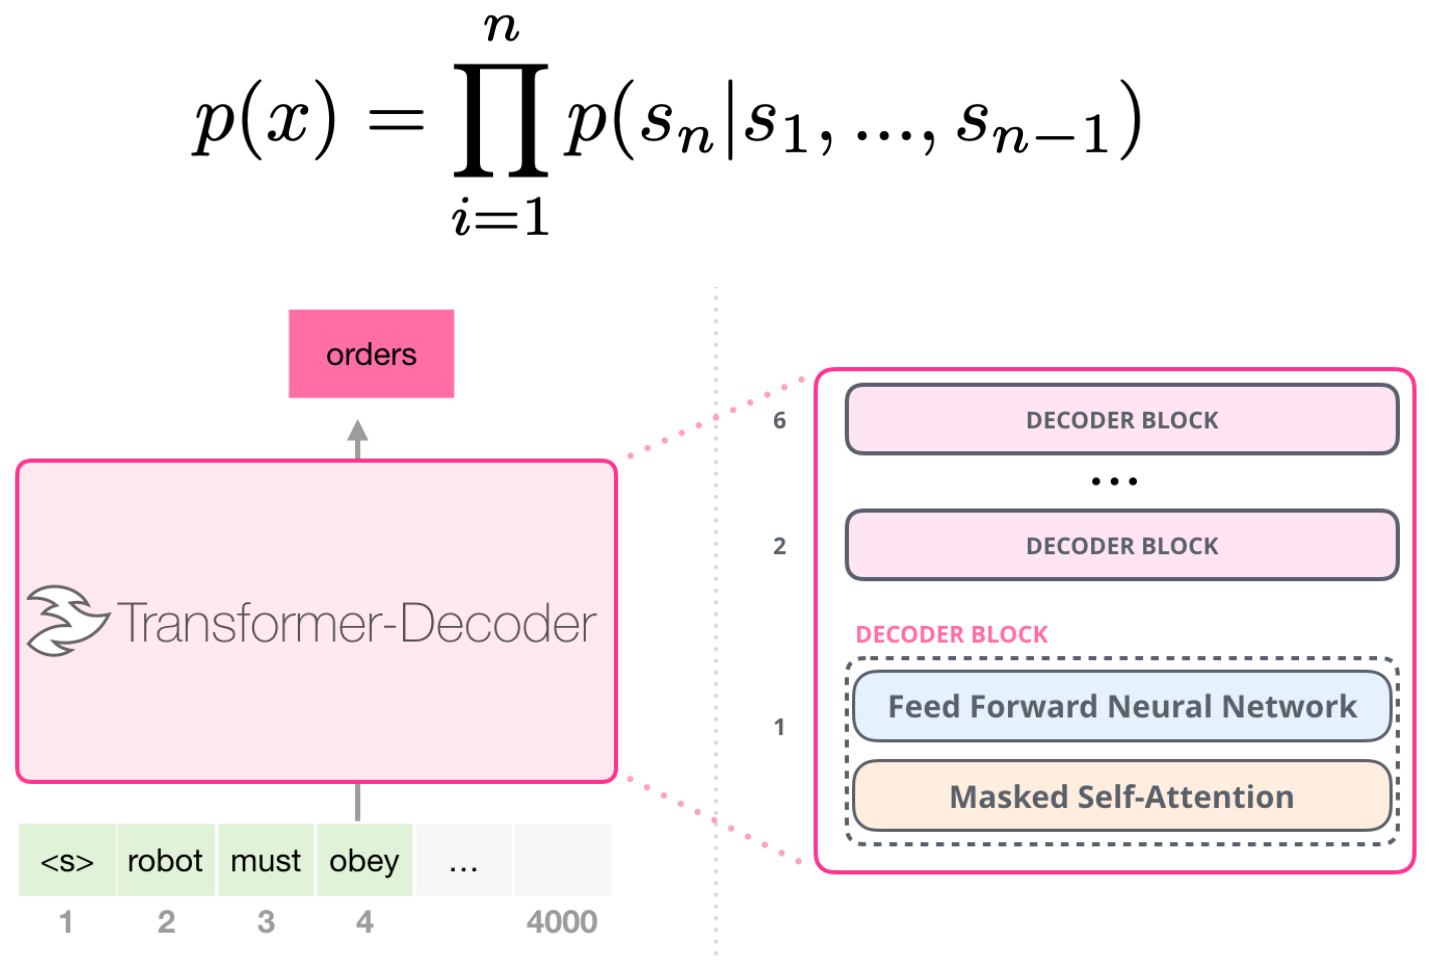 p(x) = ∏_{i=1}^{n} p(s_n|s_1, ..., s_{n−1})
orders
Transformer-Decoder
<s> robot must obey ...
1 2 3 4 4000
6 DECODER BLOCK
...
2 DECODER BLOCK
DECODER BLOCK
1
Feed Forward Neural Network
Masked Self-Attention